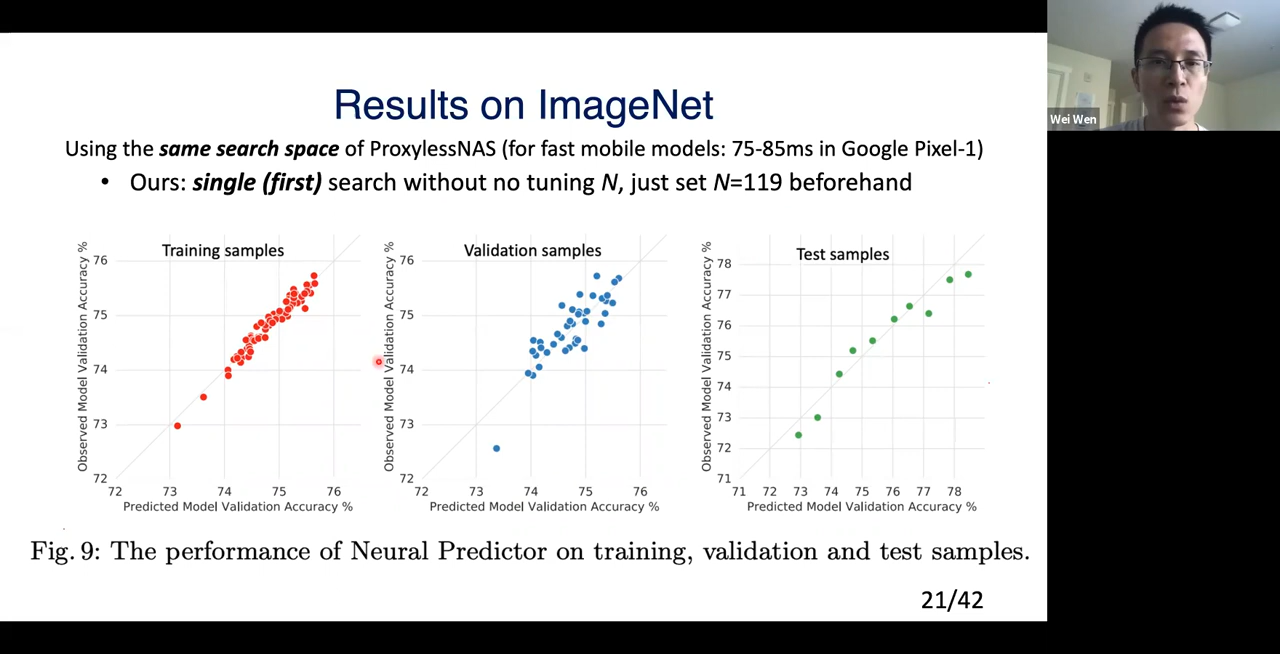 Results on ImageNet
Using the same search space of ProxylessNAS (for fast mobile models: 75-85ms in Google Pixel-1)
• Ours: single (first) search without no tuning N, just set N=119 beforehand
Training samples
Observed Model Validation Accuracy %
76
75
74
73
72
72 73 74 75 76
Predicted Model Validation Accuracy %
Validation samples
Observed Model Validation Accuracy %
76
75
74
73
72
72 73 74 75 76
Predicted Model Validation Accuracy %
Test samples
Observed Model Validation Accuracy %
78
77
76
75
74
73
72
71
71 72 73 74 75 76 77 78
Predicted Model Validation Accuracy %
Fig. 9: The performance of Neural Predictor on training, validation and test samples.
21/42
Wei Wen